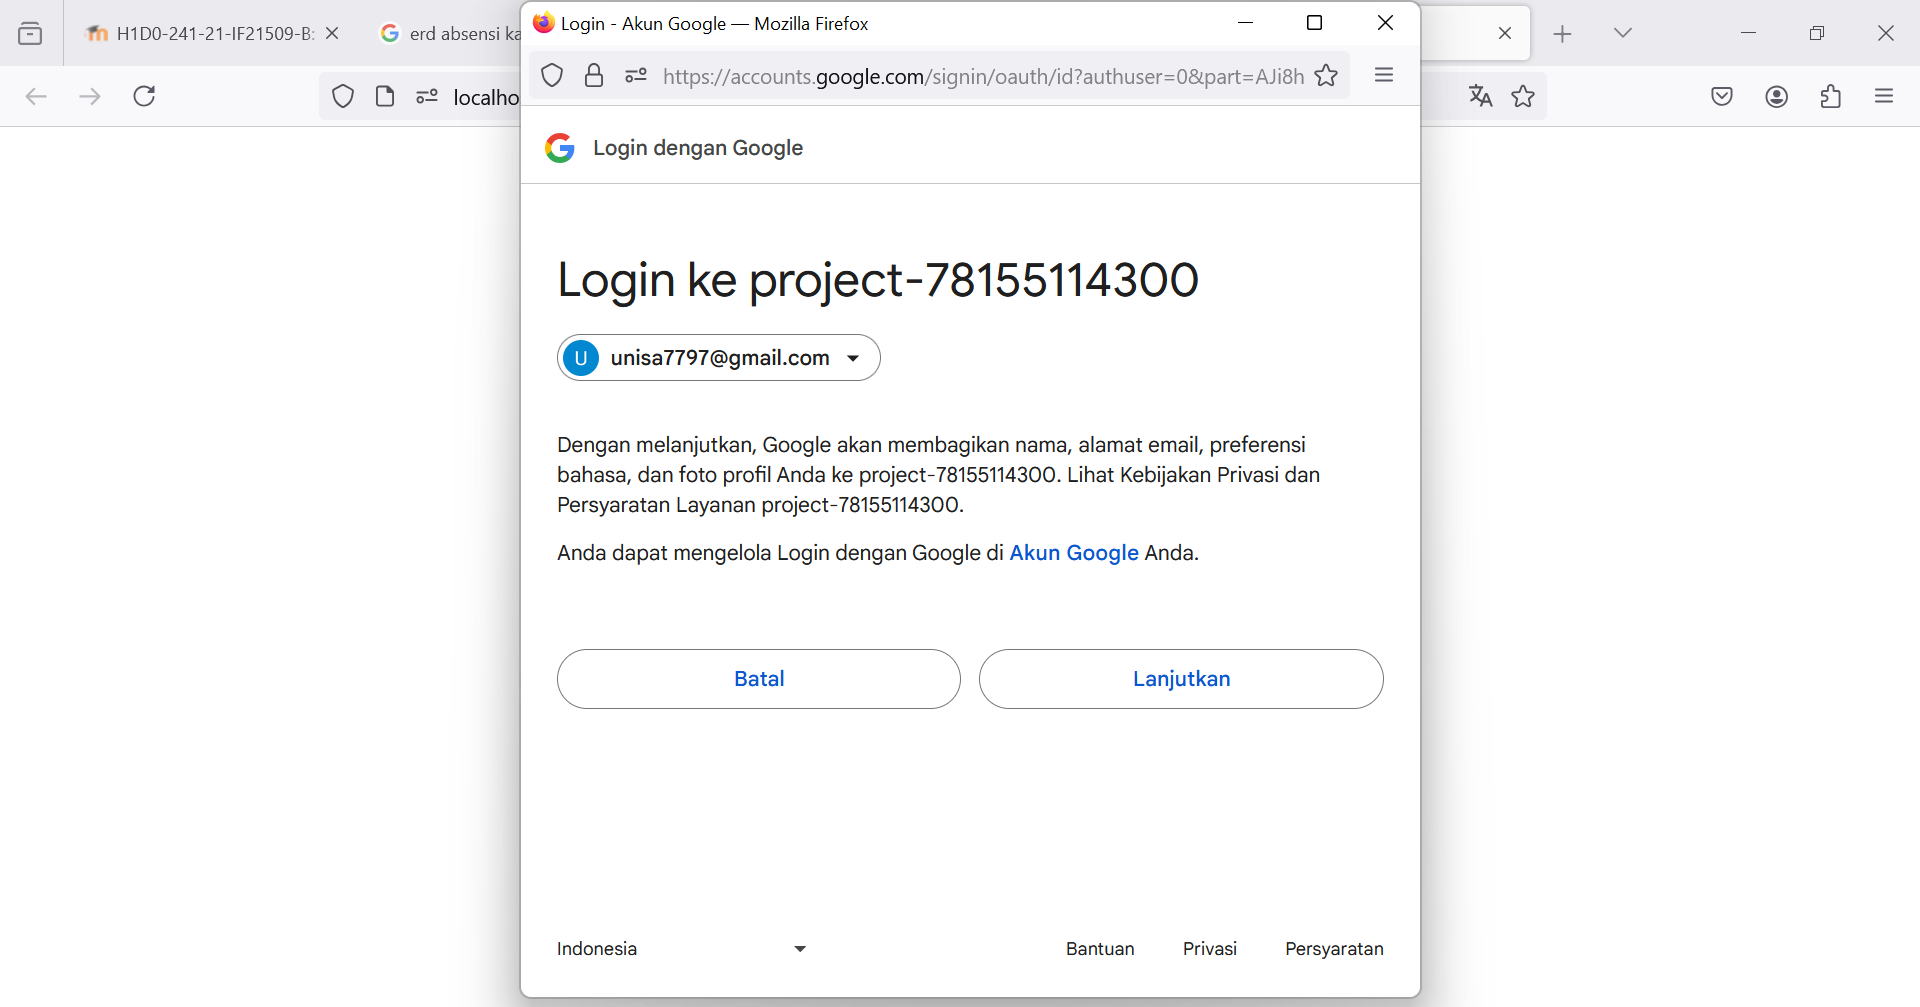 H1D0-241-21-IF21509-B:
erd absensi ka
localho
Login - Akun Google — Mozilla Firefox
https://accounts.google.com/signin/oauth/id?authuser=0&part=AJi8h
Login dengan Google
Login ke project-78155114300
U unisa7797@gmail.com
Dengan melanjutkan, Google akan membagikan nama, alamat email, preferensi
bahasa, dan foto profil Anda ke project-78155114300. Lihat Kebijakan Privasi dan
Persyaratan Layanan project-78155114300.
Anda dapat mengelola Login dengan Google di Akun Google Anda.
Batal
Lanjutkan
Indonesia
Bantuan
Privasi
Persyaratan